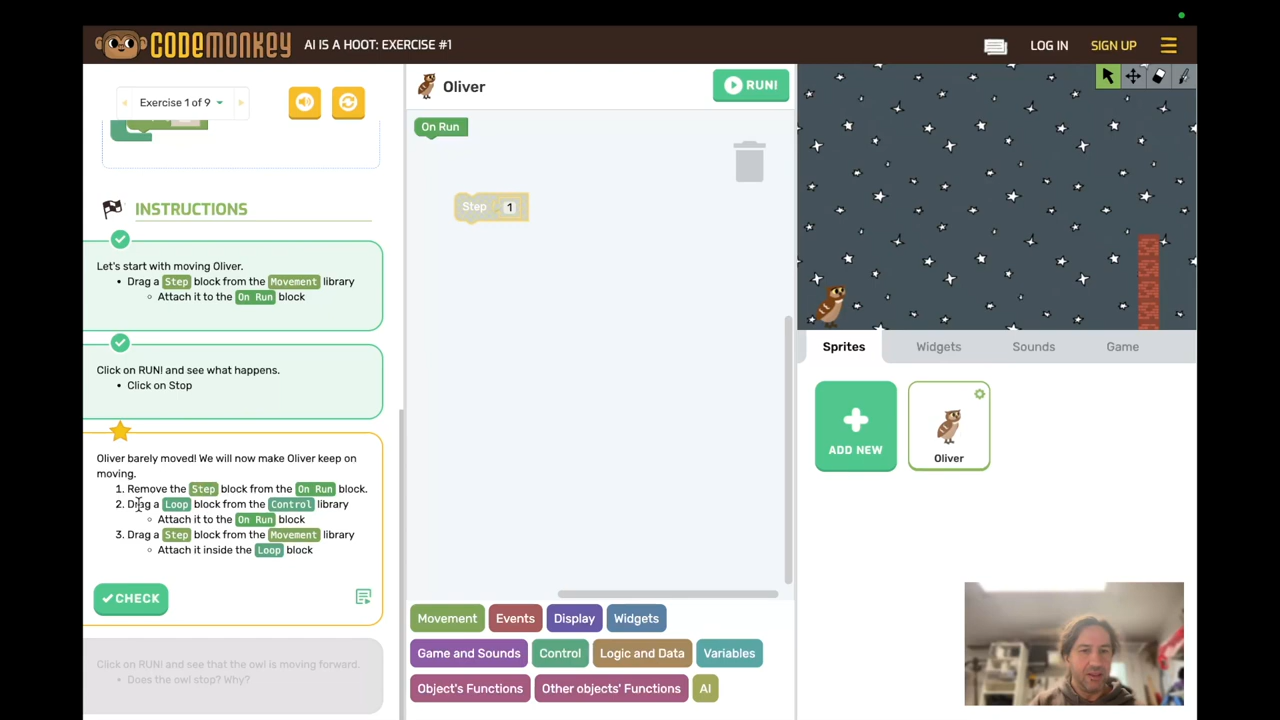 CODEMONKEY
AI IS A HOOT: EXERCISE #1
LOG IN
SIGN UP
Exercise 1 of 9
INSTRUCTIONS
Let's start with moving Oliver.
• Drag a Step block from the Movement library
◦ Attach it to the On Run block
Click on RUN! and see what happens.
• Click on Stop
Oliver barely moved! We will now make Oliver keep on
moving.
1. Remove the Step block from the On Run block.
2. Drag a Loop block from the Control library
◦ Attach it to the On Run block
3. Drag a Step block from the Movement library
◦ Attach it inside the Loop block
CHECK
Click on RUN! and see that the owl is moving forward.
• Does the owl stop? Why?
Oliver
RUN!
On Run
Step 1
Movement
Events
Display
Widgets
Game and Sounds
Control
Logic and Data
Variables
Object's Functions
Other objects' Functions
AI
Sprites
Widgets
Sounds
Game
ADD NEW
Oliver